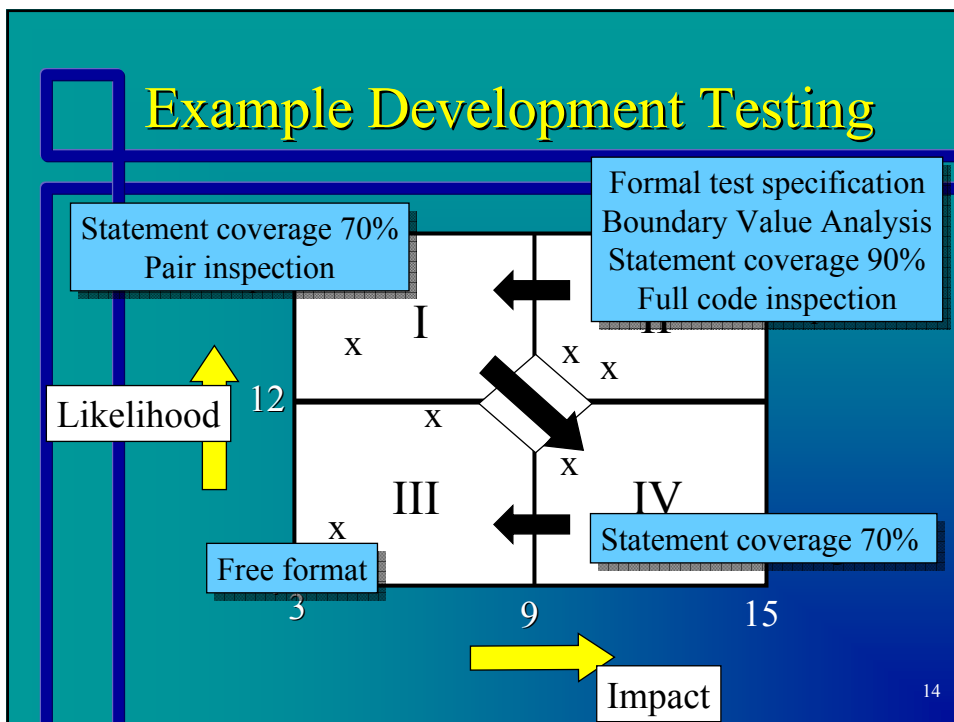 Example Development Testing
Formal test specification
Boundary Value Analysis
Statement coverage 90%
Full code inspection
Statement coverage 70%
Pair inspection
I
x
x
x
Likelihood
12
x
x
III
IV
x
Statement coverage 70%
Free format
3
9
15
Impact
14